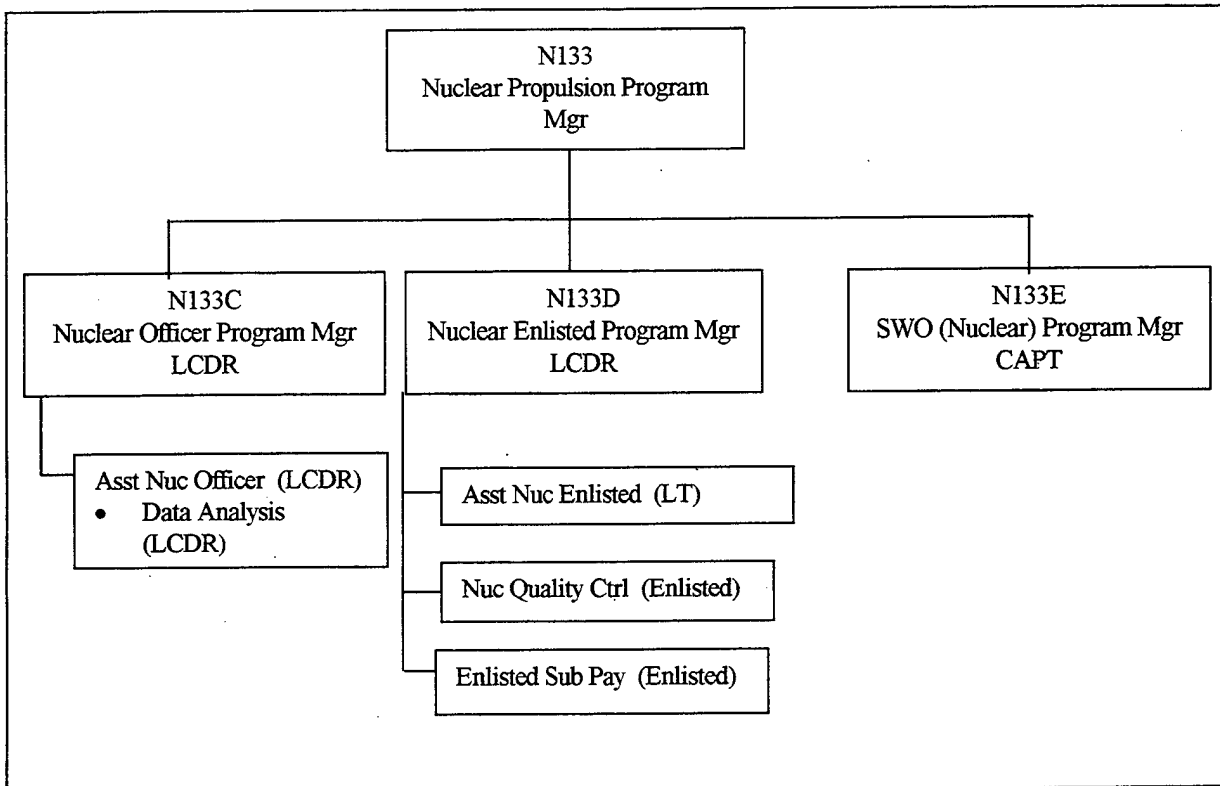 N133
Nuclear Propulsion Program
Mgr
N133C
Nuclear Officer Program Mgr
LCDR
N133D
Nuclear Enlisted Program Mgr
LCDR
N133E
SWO (Nuclear) Program Mgr
CAPT
Asst Nuc Officer (LCDR)
• Data Analysis
(LCDR)
Asst Nuc Enlisted (LT)
Nuc Quality Ctrl (Enlisted)
Enlisted Sub Pay (Enlisted)